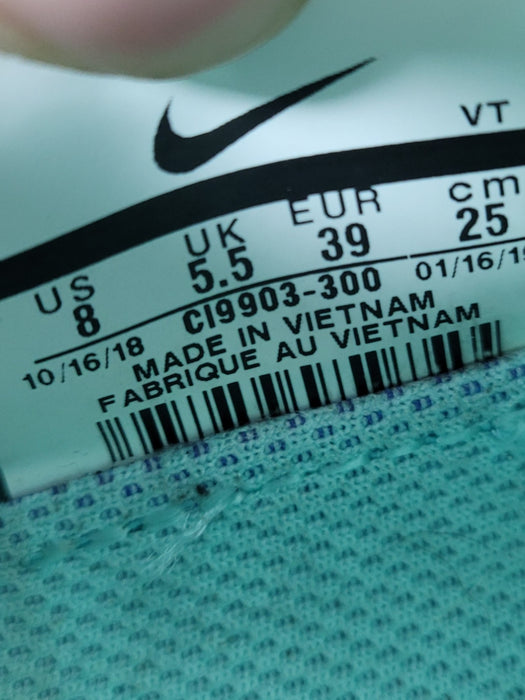 VT
US UK EUR cm
8 5.5 39 25
10/16/18 CI9903-300 01/16/19
MADE IN VIETNAM
FABRIQUE AU VIETNAM